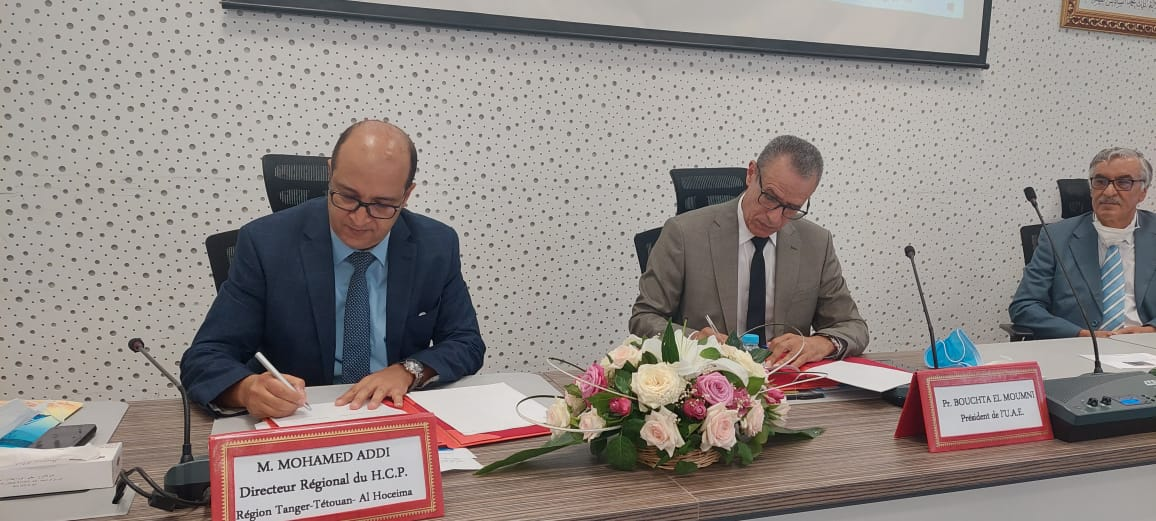 M. MOHAMED ADDI
Directeur Régional du H.C.P.
Région Tanger-Tétouan- Al Hoceima
Pr. BOUCHTA EL MOUMNI
Président de l'U.A.E.